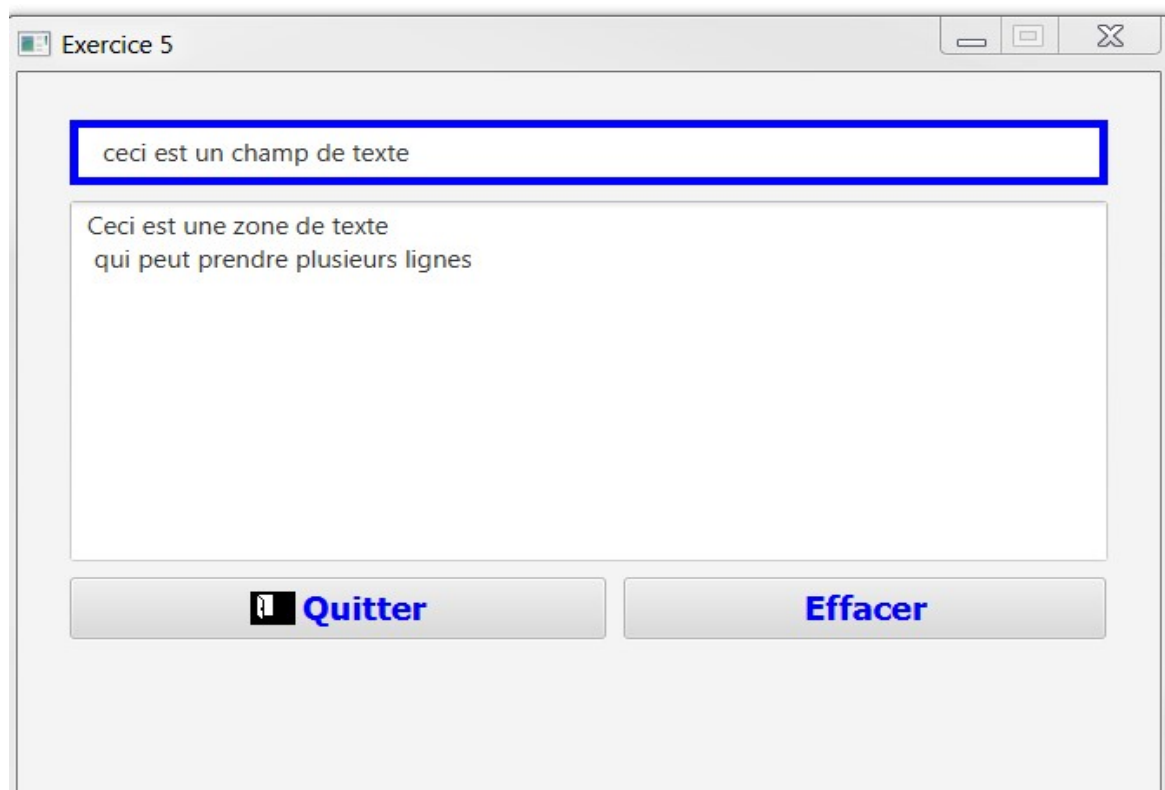 Exercice 5
ceci est un champ de texte
Ceci est une zone de texte
qui peut prendre plusieurs lignes
Quitter
Effacer